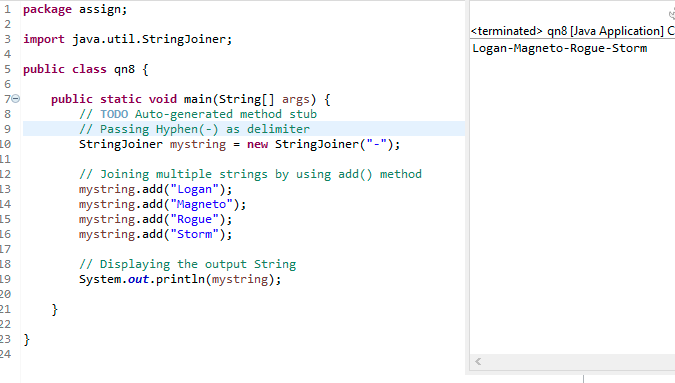 1 package assign;
2
3 import java.util.StringJoiner;
4
5 public class qn8 {
6
7 public static void main(String[] args) {
8 // TODO Auto-generated method stub
9 // Passing Hyphen(-) as delimiter
10 StringJoiner mystring = new StringJoiner("-");
11
12 // Joining multiple strings by using add() method
13 mystring.add("Logan");
14 mystring.add("Magneto");
15 mystring.add("Rogue");
16 mystring.add("Storm");
17
18 // Displaying the output String
19 System.out.println(mystring);
20
21 }
22
23 }
24
<terminated> qn8 [Java Application] C
Logan-Magneto-Rogue-Storm